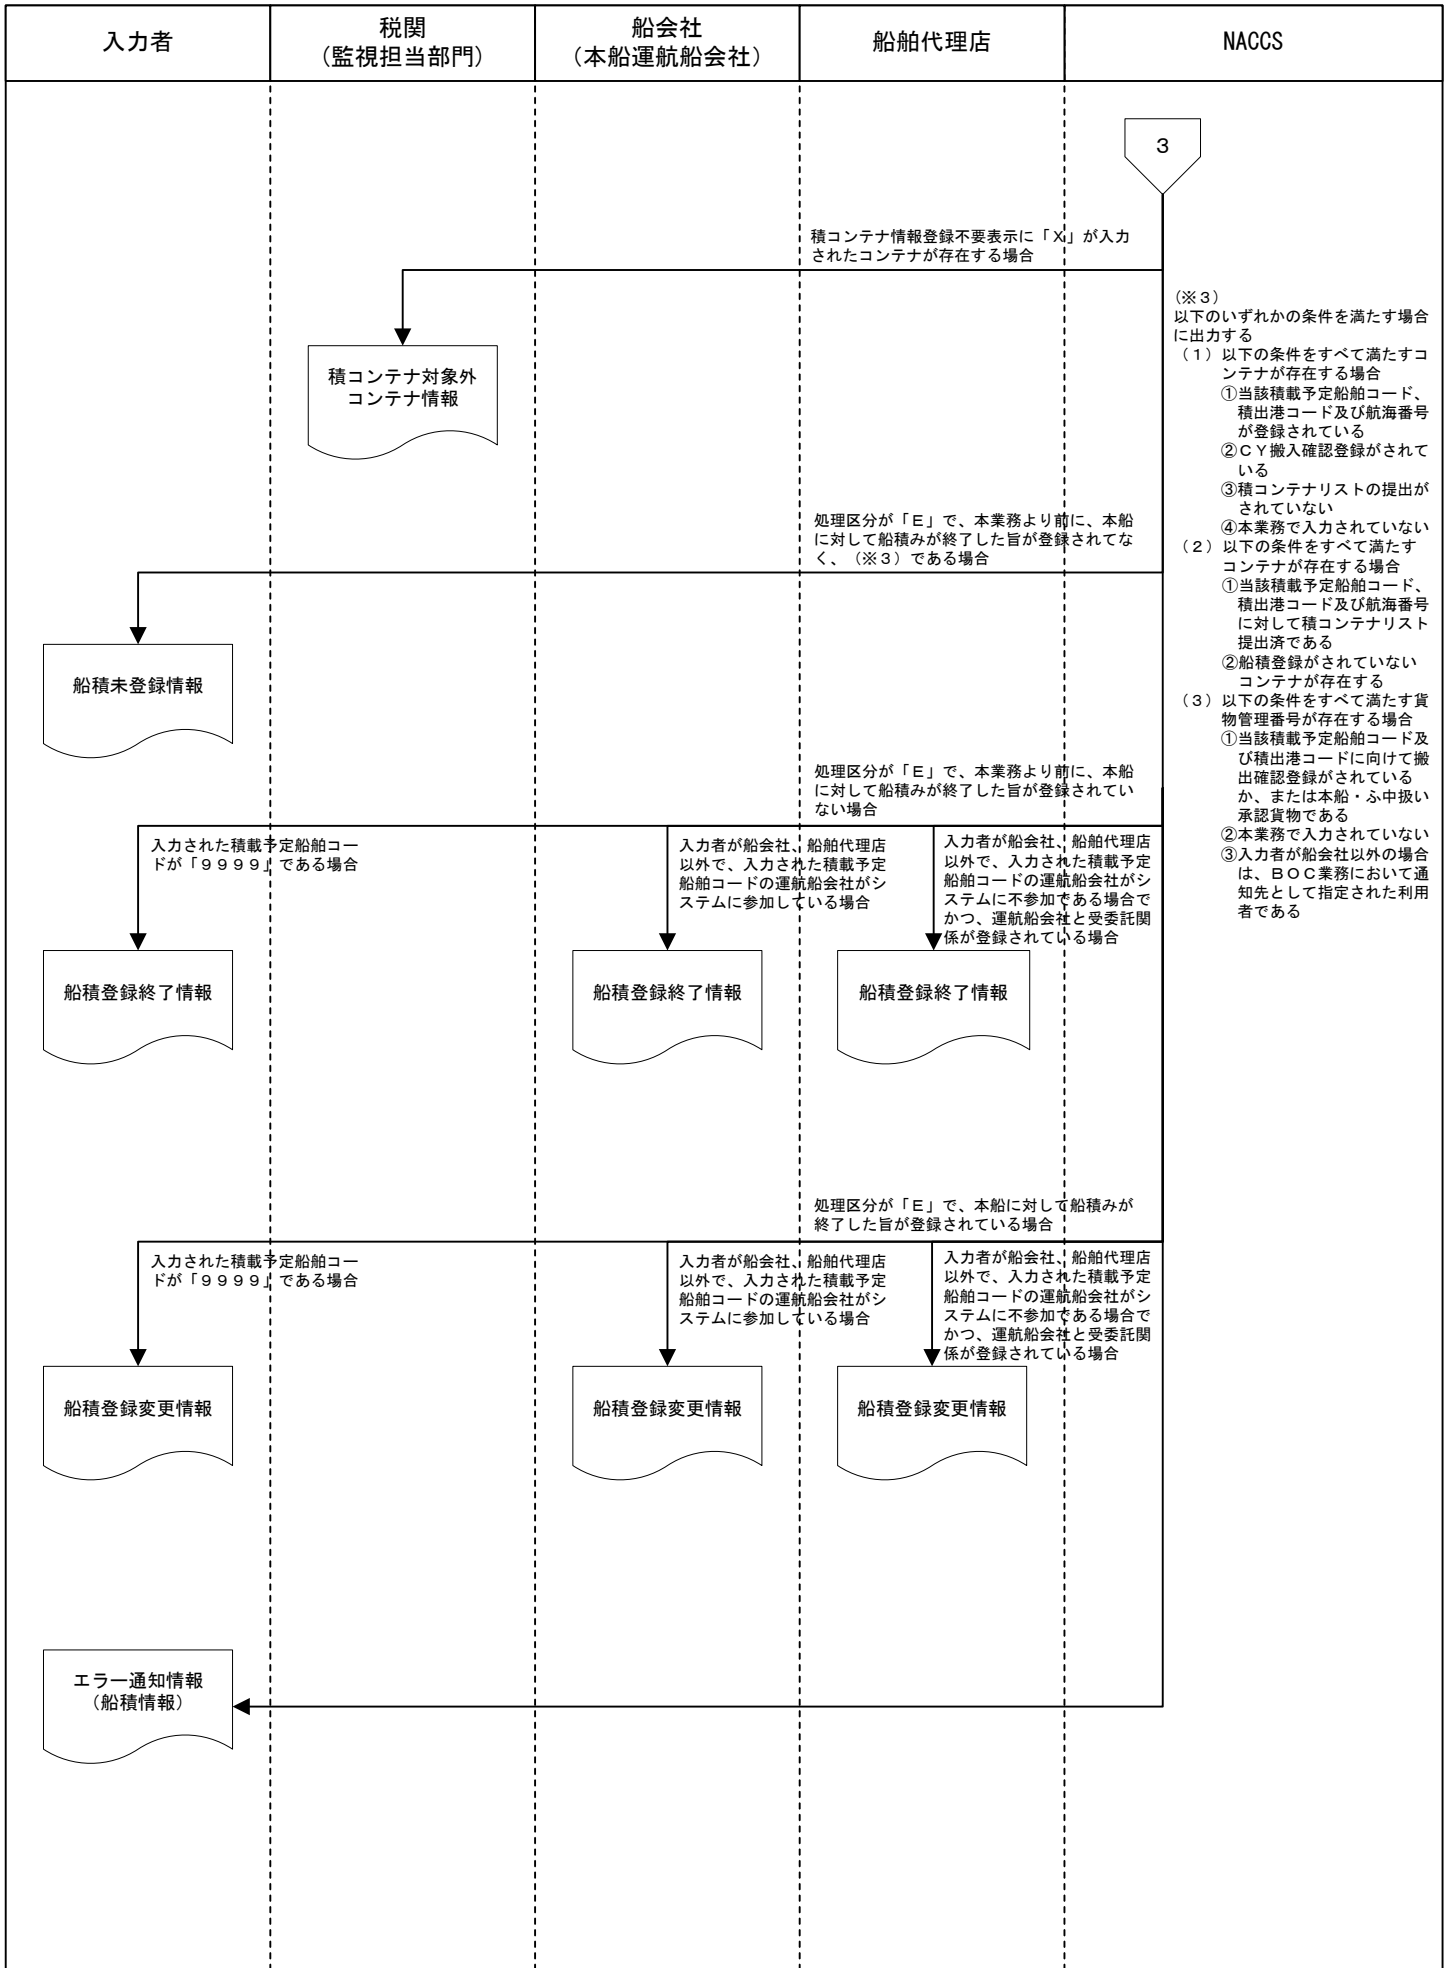 入力者
税関
（監視担当部門）
船会社
（本船運航船会社）
船舶代理店
NACCS
３
積コンテナ情報登録不要表示に「Ｘ」が入力
されたコンテナが存在する場合
積コンテナ対象外
コンテナ情報
処理区分が「Ｅ」で、本業務より前に、本船
に対して船積みが終了した旨が登録されてな
く、（※３）である場合
船積未登録情報
（※３）
以下のいずれかの条件を満たす場合
に出力する
（１）以下の条件をすべて満たすコ
ンテナが存在する場合
①当該積載予定船舶コード、
積出港コード及び航海番号
が登録されている
②ＣＹ搬入確認登録がされて
いる
③積コンテナリストの提出が
されていない
④本業務で入力されていない
（２）以下の条件をすべて満たす
コンテナが存在する場合
①当該積載予定船舶コード、
積出港コード及び航海番号
に対して積コンテナリスト
提出済である
②船積登録がされていない
コンテナが存在する
（３）以下の条件をすべて満たす貨
物管理番号が存在する場合
①当該積載予定船舶コード及
び積出港コードに向けて搬
出確認登録がされている
か、または本船・ふ中扱い
承認貨物である
②本業務で入力されていない
③入力者が船会社以外の場合
は、ＢＯＣ業務において通
知先として指定された利用
者である
処理区分が「Ｅ」で、本業務より前に、本船
に対して船積みが終了した旨が登録されてい
ない場合
入力された積載予定船舶コー
ドが「９９９９」である場合
入力者が船会社、船舶代理店
以外で、入力された積載予定
船舶コードの運航船会社がシ
ステムに参加している場合
入力者が船会社、船舶代理店
以外で、入力された積載予定
船舶コードの運航船会社がシ
ステムに不参加である場合で
かつ、運航船会社と受委託関
係が登録されている場合
船積登録終了情報
船積登録終了情報
船積登録終了情報
処理区分が「Ｅ」で、本船に対して船積みが
終了した旨が登録されている場合
入力された積載予定船舶コー
ドが「９９９９」である場合
入力者が船会社、船舶代理店
以外で、入力された積載予定
船舶コードの運航船会社がシ
ステムに参加している場合
入力者が船会社、船舶代理店
以外で、入力された積載予定
船舶コードの運航船会社がシ
ステムに不参加である場合で
かつ、運航船会社と受委託関
係が登録されている場合
船積登録変更情報
船積登録変更情報
船積登録変更情報
エラー通知情報
（船積情報）